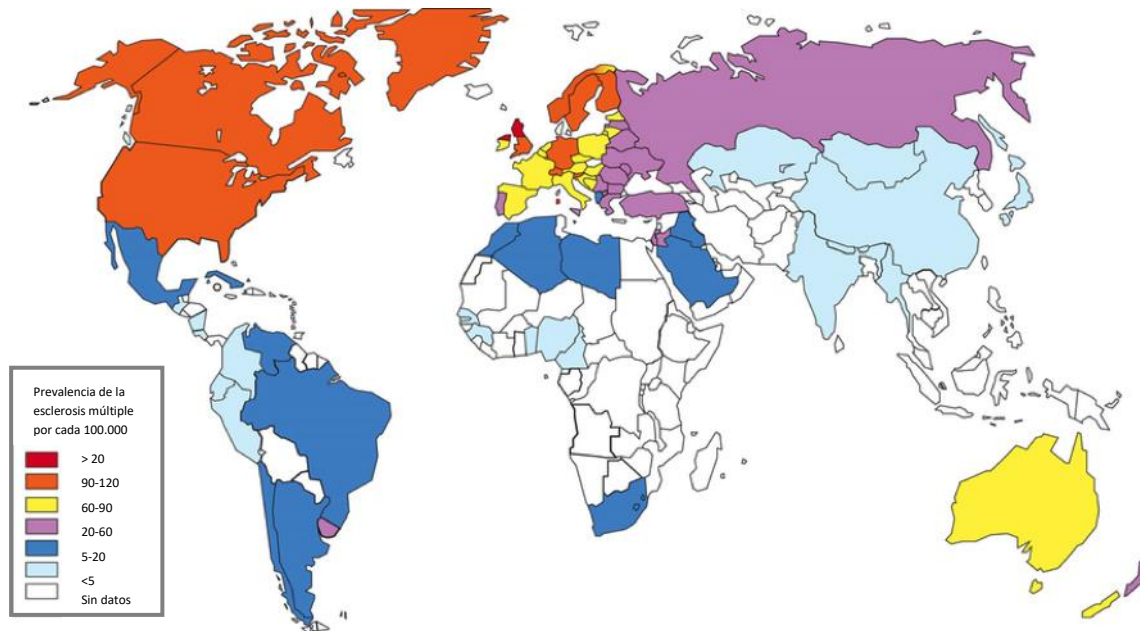 Prevalencia de la
esclerosis múltiple
por cada 100.000
> 20
90-120
60-90
20-60
5-20
<5
Sin datos